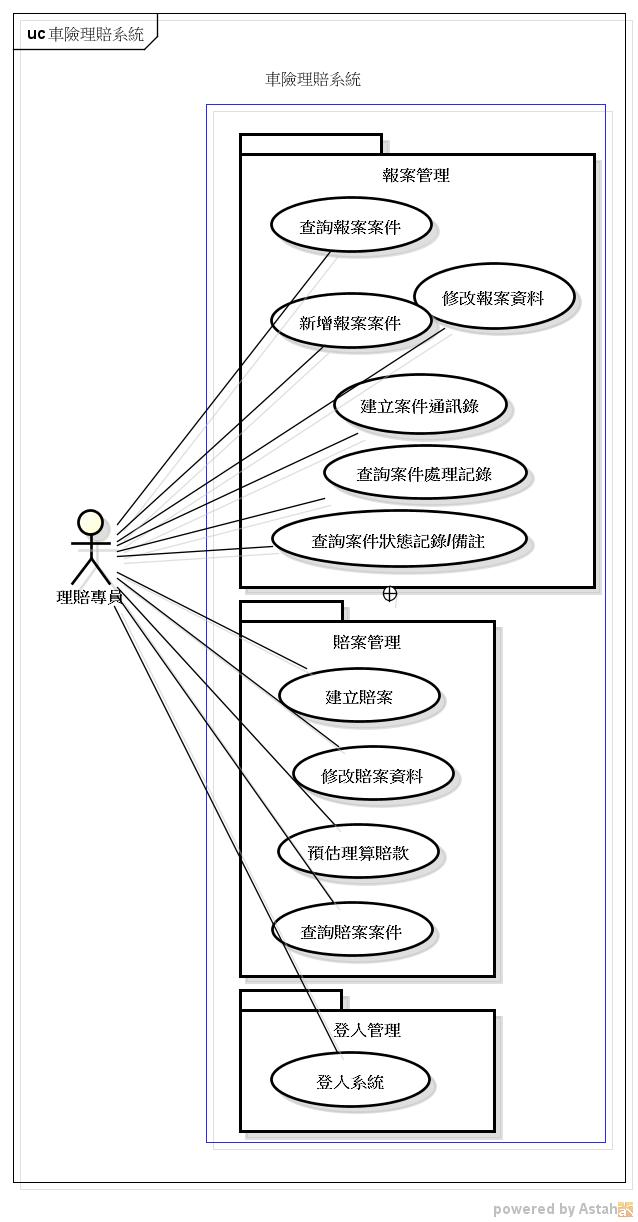 uc 車險理賠系統
車險理賠系統
報案管理
查詢報案案件
修改報案資料
新增報案案件
建立案件通訊錄
查詢案件處理記錄
查詢案件狀態記錄/備註
理賠專員
賠案管理
建立賠案
修改賠案資料
預估理算賠款
查詢賠案案件
登入管理
登入系統
powered by Astah